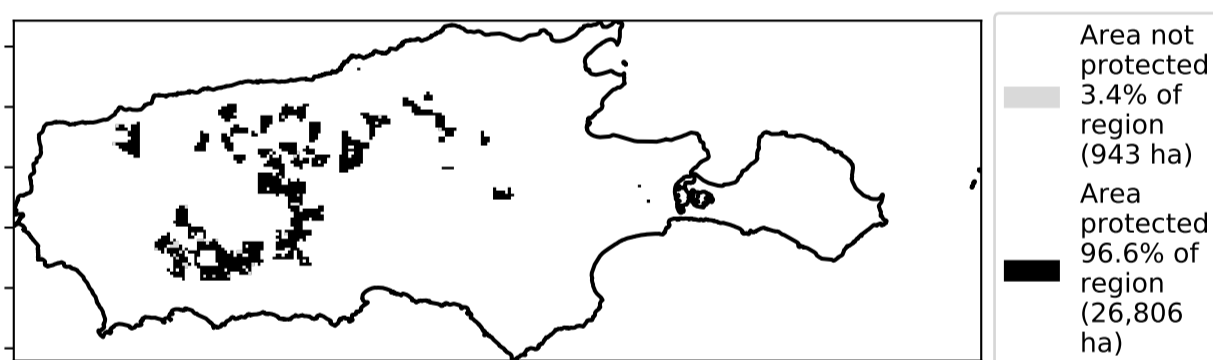 Area not
protected
3.4% of
region
(943 ha)
Area
protected
96.6% of
region
(26,806
ha)